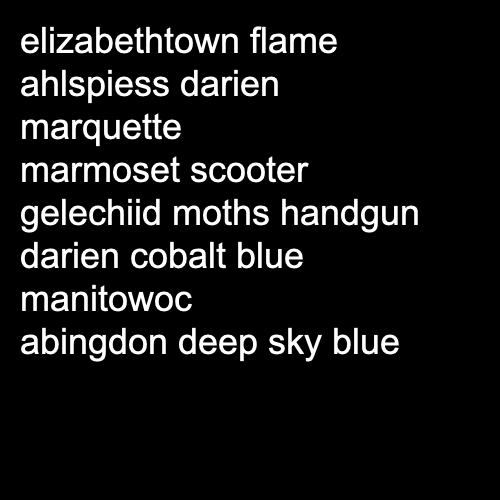 elizabethtown flame
ahlspiess darien
marquette
marmoset scooter
gelechiid moths handgun
darien cobalt blue
manitowoc
abingdon deep sky blue